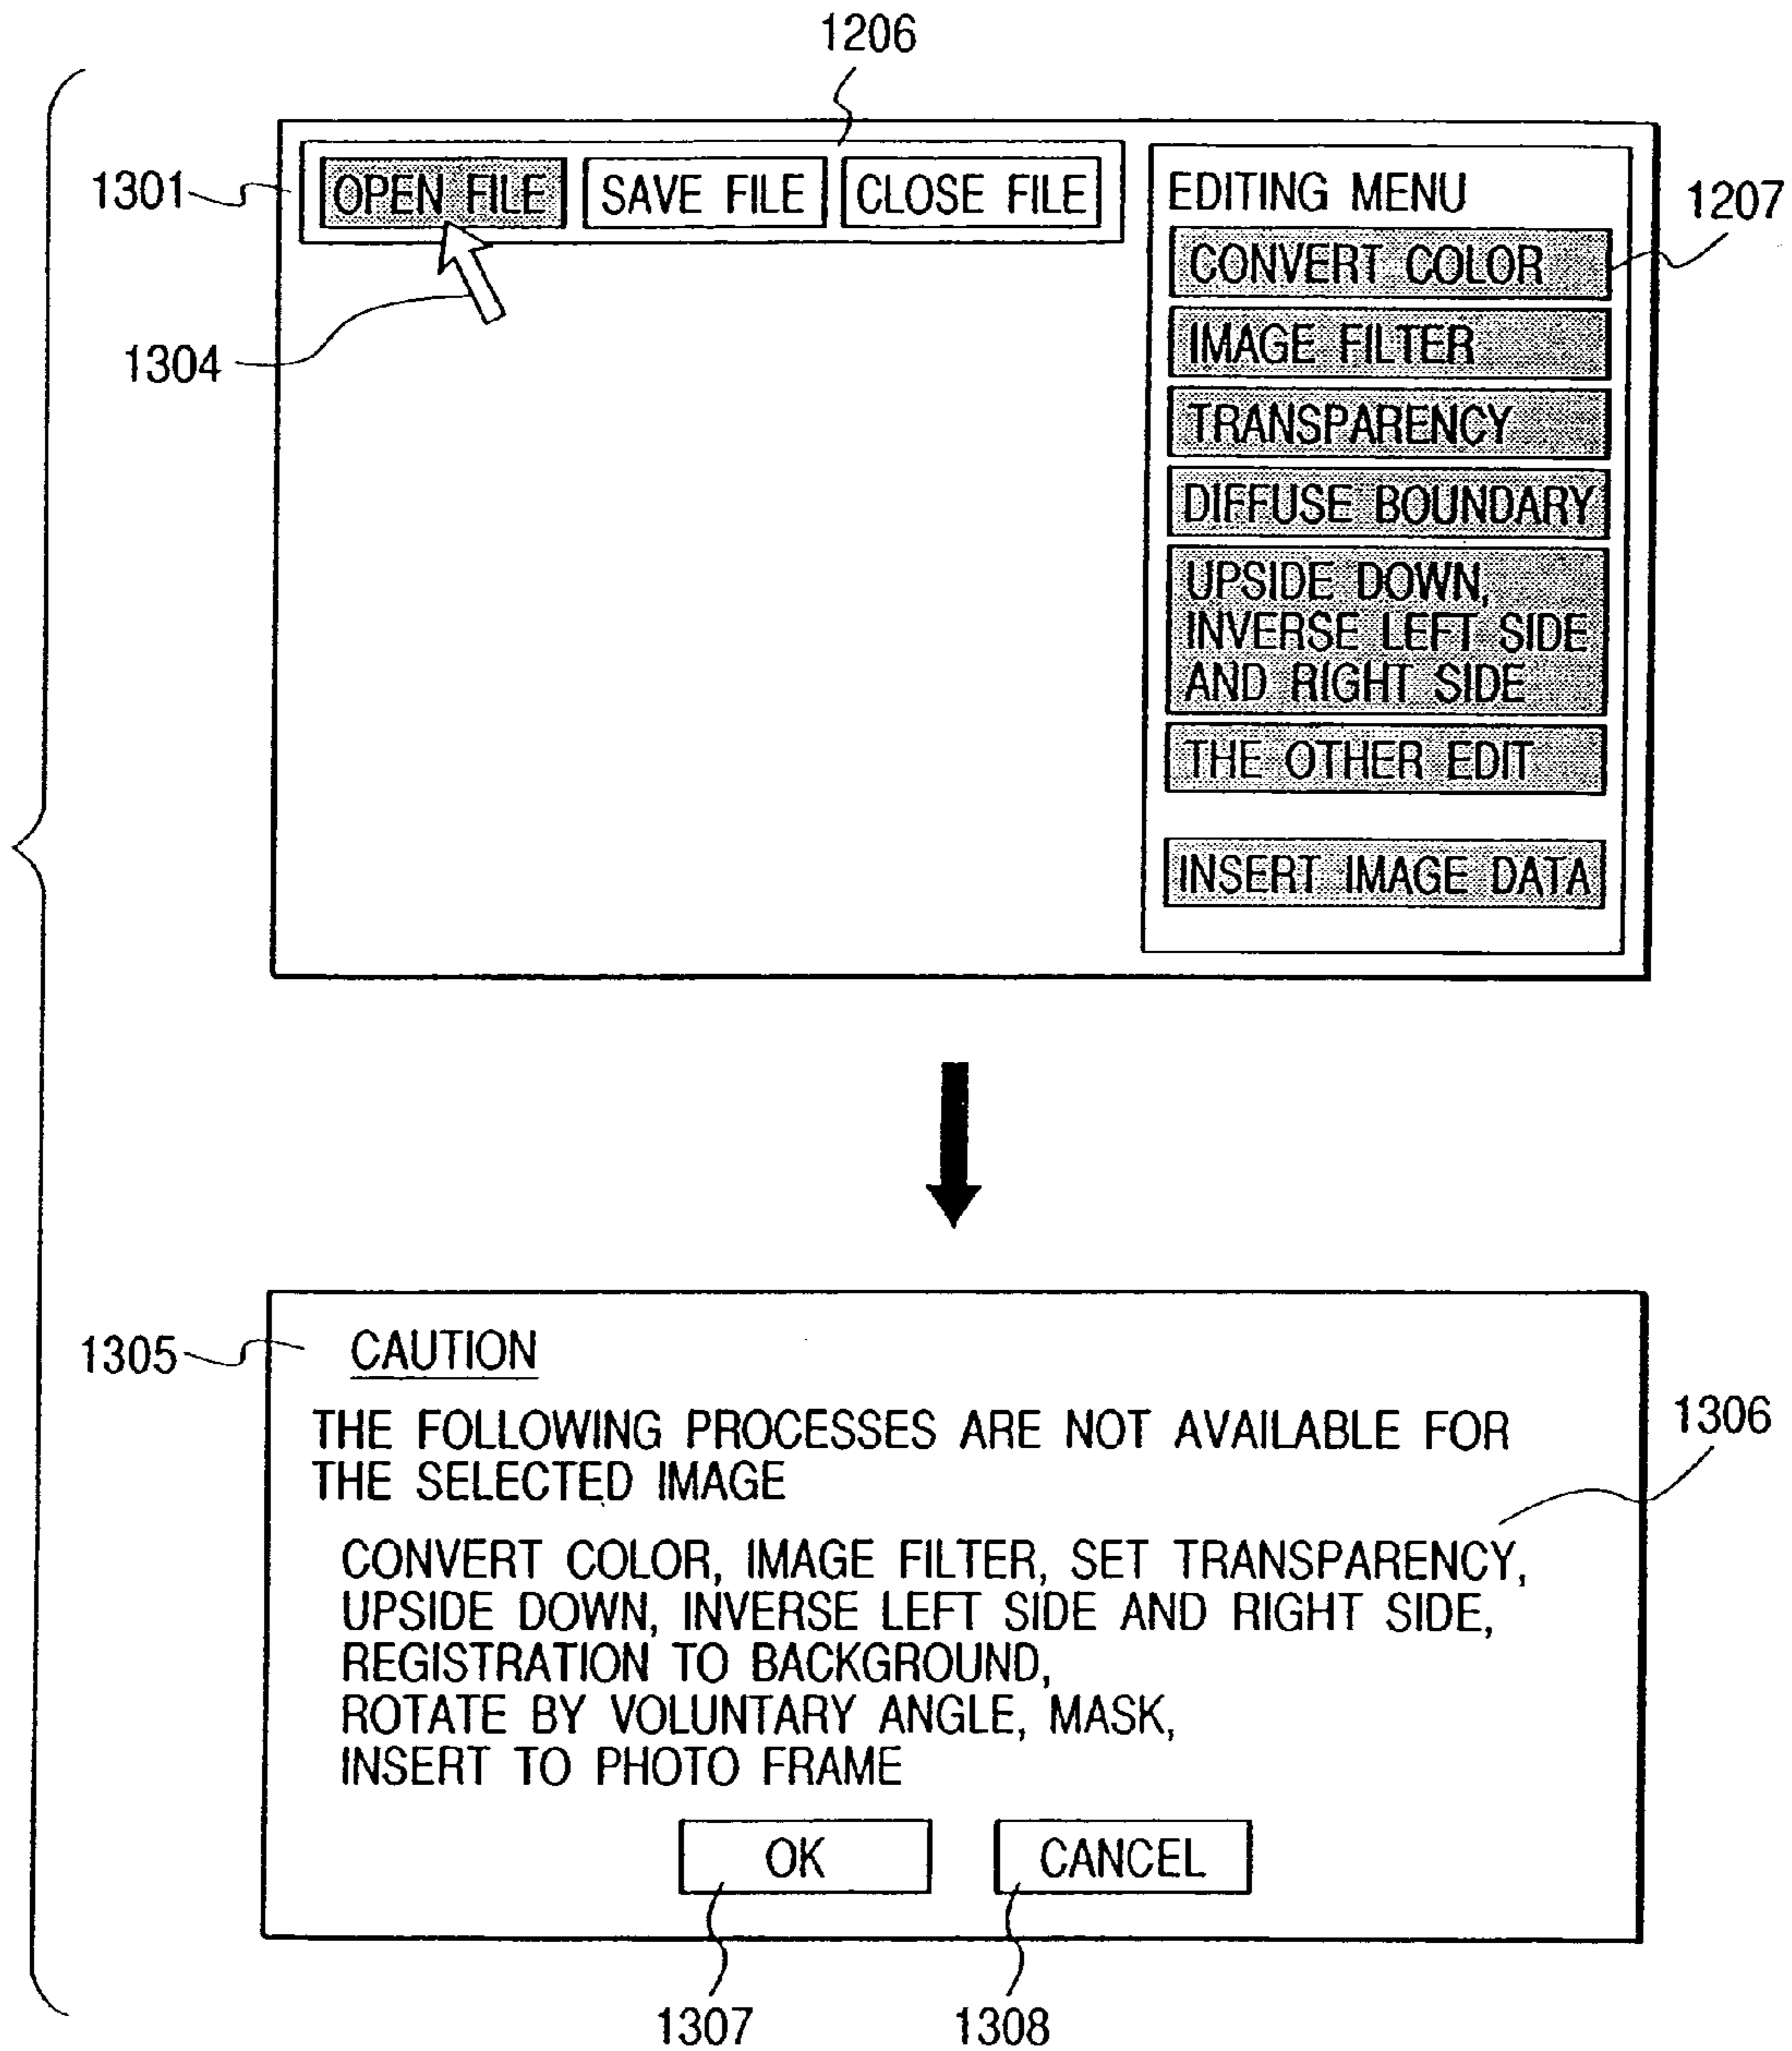 1206
1301
OPEN FILE
SAVE FILE
CLOSE FILE
EDITING MENU
1207
CONVERT COLOR
1304
IMAGE FILTER
TRANSPARENCY
DIFFUSE BOUNDARY
UPSIDE DOWN,
INVERSE LEFT SIDE
AND RIGHT SIDE
THE OTHER EDIT
INSERT IMAGE DATA
1305
CAUTION
THE FOLLOWING PROCESSES ARE NOT AVAILABLE FOR
THE SELECTED IMAGE
1306
CONVERT COLOR, IMAGE FILTER, SET TRANSPARENCY,
UPSIDE DOWN, INVERSE LEFT SIDE AND RIGHT SIDE,
REGISTRATION TO BACKGROUND,
ROTATE BY VOLUNTARY ANGLE, MASK,
INSERT TO PHOTO FRAME
OK
CANCEL
1307
1308